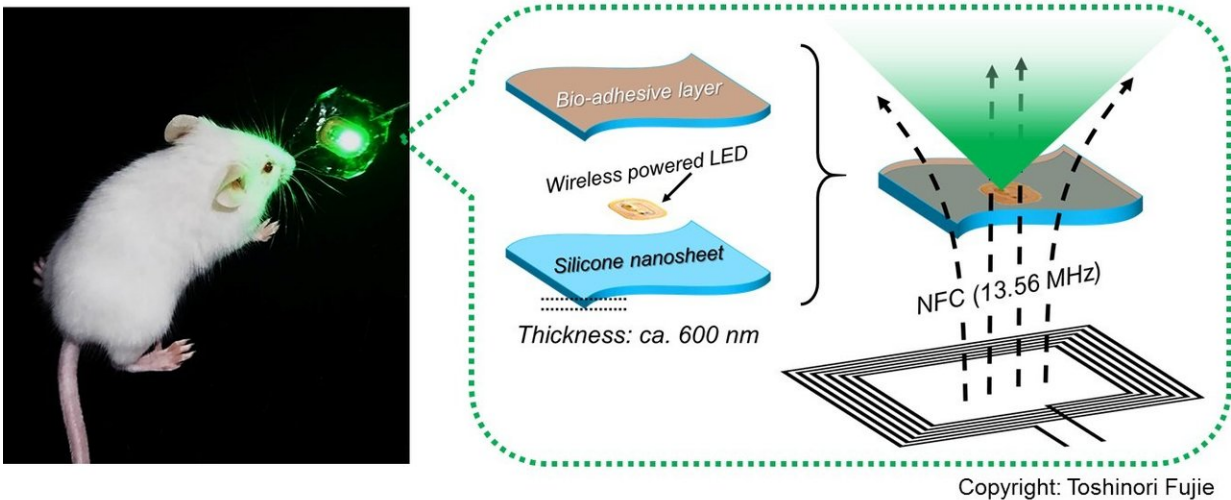 Bio-adhesive layer
Wireless powered LED
Silicone nanosheet
Thickness: ca. 600 nm
NFC (13.56 MHz)
Copyright: Toshinori Fujie